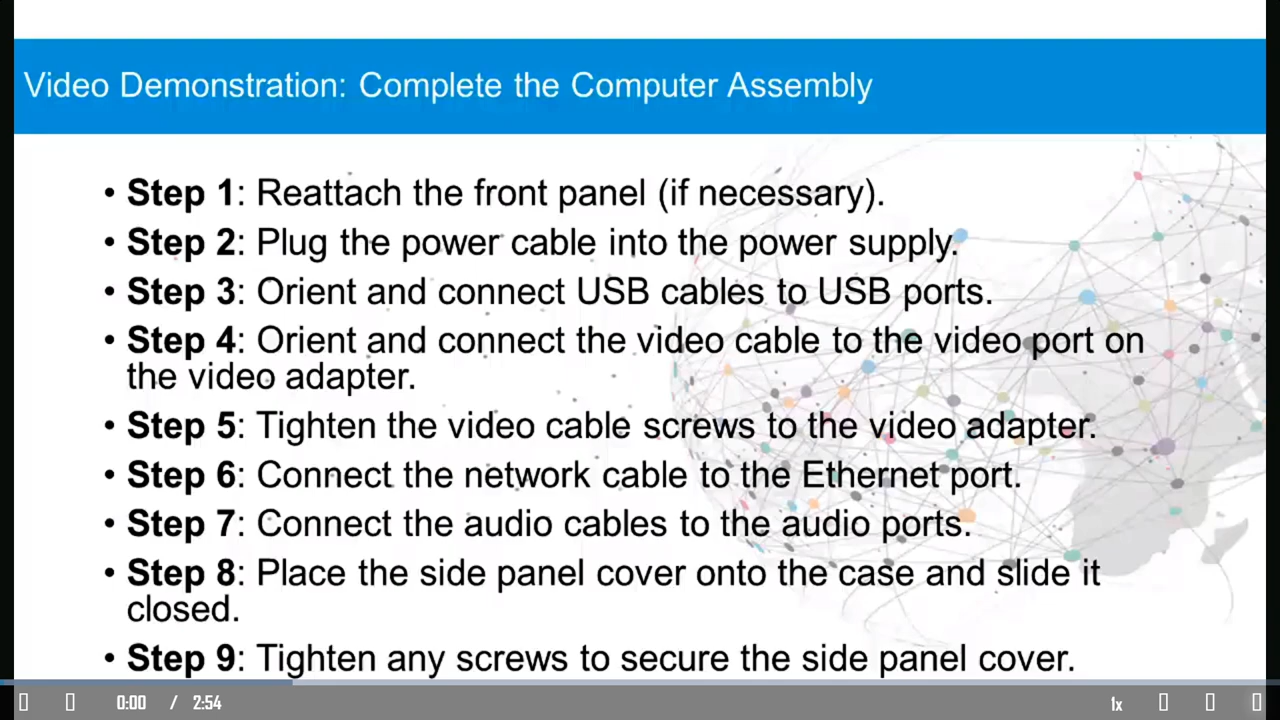 Video Demonstration: Complete the Computer Assembly
• Step 1: Reattach the front panel (if necessary).
• Step 2: Plug the power cable into the power supply.
• Step 3: Orient and connect USB cables to USB ports.
• Step 4: Orient and connect the video cable to the video port on
the video adapter.
• Step 5: Tighten the video cable screws to the video adapter.
• Step 6: Connect the network cable to the Ethernet port.
• Step 7: Connect the audio cables to the audio ports.
• Step 8: Place the side panel cover onto the case and slide it
closed.
• Step 9: Tighten any screws to secure the side panel cover.
0:00 / 2:54 1x